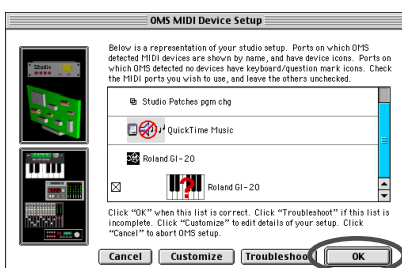 OMS MIDI Device Setup
Below is a representation of your studio setup. Ports on which OMS
detected MIDI devices are shown by name, and have device icons. Ports on
which OMS detected no devices have keyboard/question mark icons. Check
the MIDI ports you wish to use, and leave the others unchecked.
Studio Patches pgm chg
QuickTime Music
Roland GI-20
Roland GI-20
Click “OK” when this list is correct. Click “Troubleshoot” if this list is
incomplete. Click “Customize” to edit details of your setup. Click
“Cancel” to abort OMS setup.
Cancel Customize Troubleshoot OK